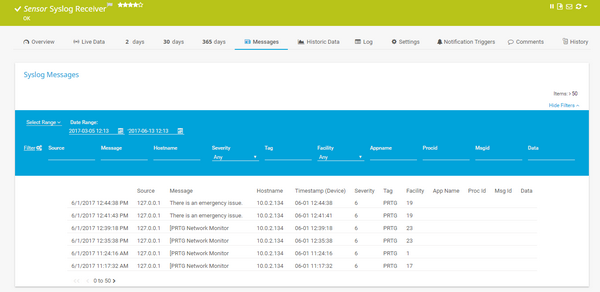 Sensor Syslog Receiver
OK
Overview Live Data 2 days 30 days 365 days Messages Historic Data Log Settings Notification Triggers Comments History
Syslog Messages
Items: > 50
Hide Filters
Select Range Date Range:
2017-03-05 12:13 2017-06-13 12:13
Filter Source Message Hostname Severity Tag Facility Appname Procid Msgid Data
Any Any
Source Message Hostname Timestamp (Device) Severity Tag Facility App Name Proc Id Msg Id Data
6/1/2017 12:44:38 PM 127.0.0.1 There is an emergency issue. 10.0.2.134 06-01 12:44:38 6 PRTG 19
6/1/2017 12:41:43 PM 127.0.0.1 There is an emergency issue. 10.0.2.134 06-01 12:41:41 6 PRTG 19
6/1/2017 12:39:18 PM 127.0.0.1 PRTG Network Monitor 10.0.2.134 06-01 12:39:18 6 PRTG 23
6/1/2017 12:35:38 PM 127.0.0.1 PRTG Network Monitor 10.0.2.134 06-01 12:35:38 6 PRTG 23
6/1/2017 11:24:16 AM 127.0.0.1 PRTG Network Monitor 10.0.2.134 06-01 11:24:16 6 PRTG 1
6/1/2017 11:17:32 AM 127.0.0.1 PRTG Network Monitor 10.0.2.134 06-01 11:17:32 6 PRTG 17
0 to 50